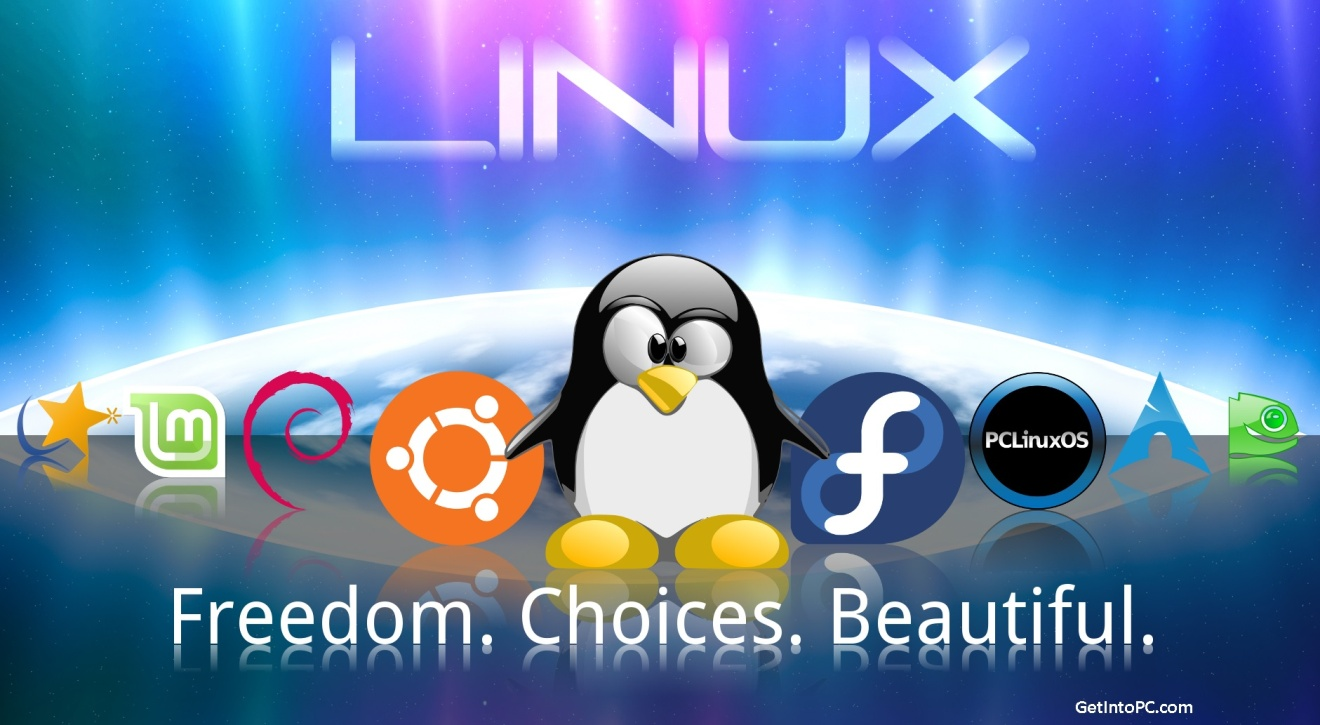 LINUX
PCLinuxOS
Freedom. Choices. Beautiful.
GetIntoPC.com